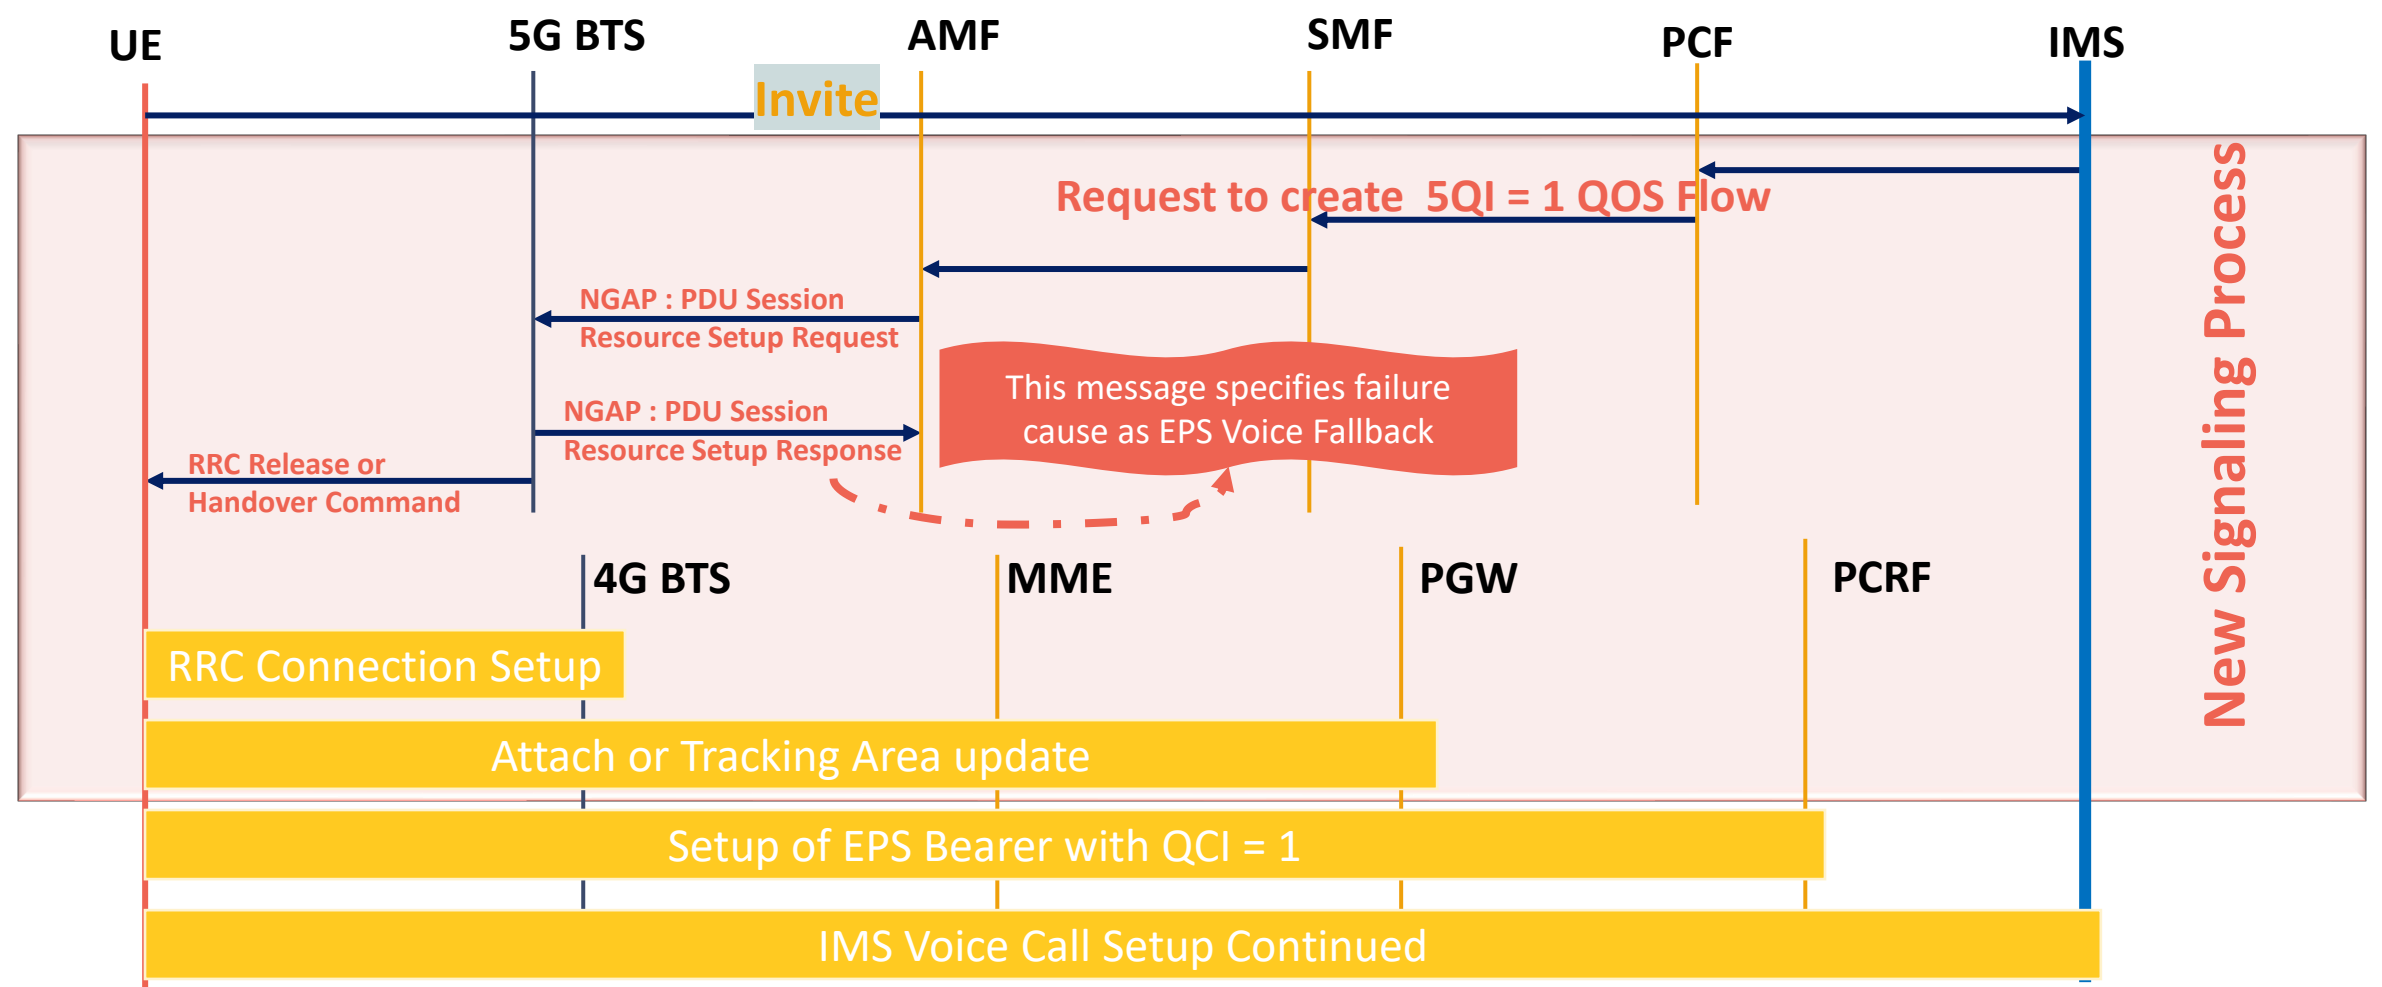 UE
5G BTS
AMF
SMF
PCF
IMS
Invite
Request to create  5QI = 1 QOS Flow
NGAP : PDU Session
Resource Setup Request
This message specifies failure
cause as EPS Voice Fallback
NGAP : PDU Session
Resource Setup Response
RRC Release or
Handover Command
New Signaling Process
4G BTS
MME
PGW
PCRF
RRC Connection Setup
Attach or Tracking Area update
Setup of EPS Bearer with QCI = 1
IMS Voice Call Setup Continued